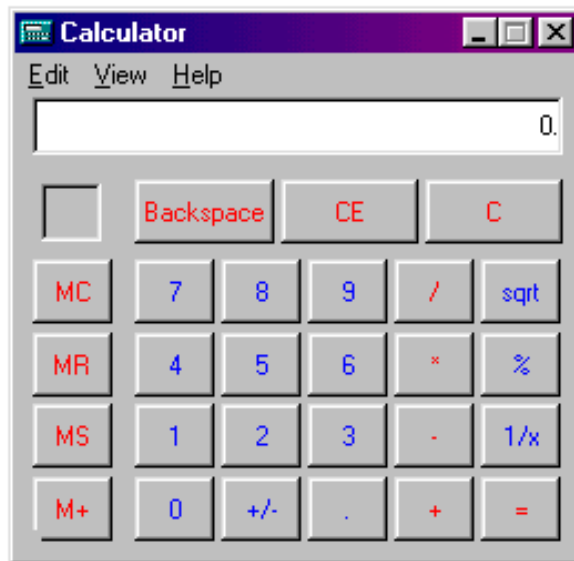 Calculator
Edit View Help
0.
Backspace CE C
MC 7 8 9 / sqrt
MR 4 5 6 * %
MS 1 2 3 - 1/x
M+ 0 +/- . + =